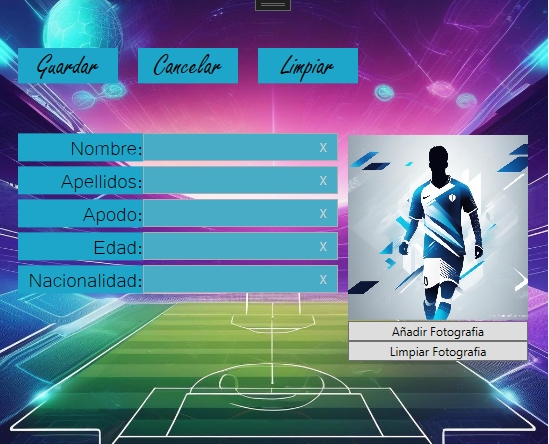 Guardar Cancelar Limpiar
Nombre: x
Apellidos: x
Apodo: x
Edad: x
Nacionalidad: x
Añadir Fotografia
Limpiar Fotografia